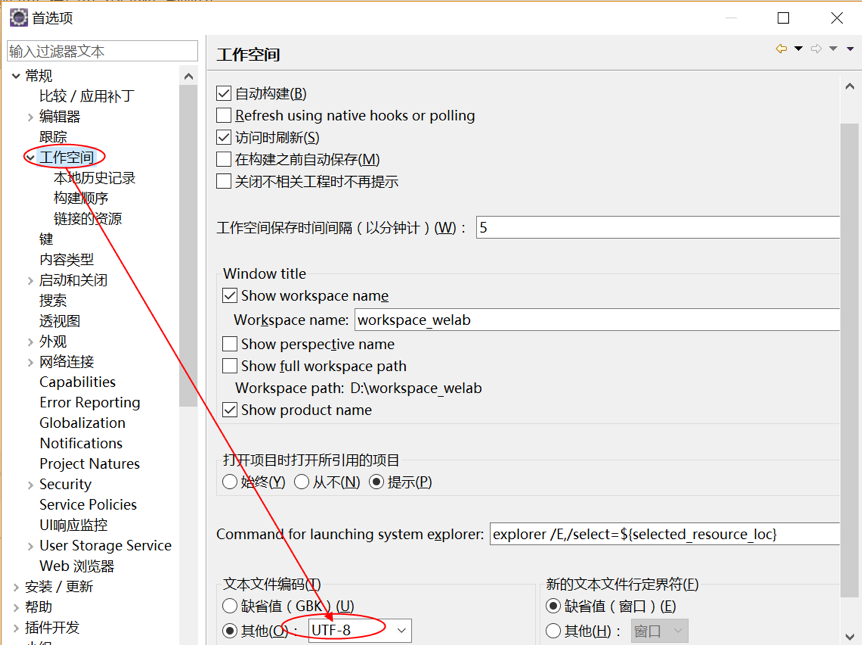 首选项
输入过滤器文本
常规
比较 / 应用补丁
编辑器
跟踪
工作空间
本地历史记录
构建顺序
链接的资源
键
内容类型
启动和关闭
搜索
透视图
外观
网络连接
Capabilities
Error Reporting
Globalization
Notifications
Project Natures
Security
Service Policies
UI响应监控
User Storage Service
Web 浏览器
安装 / 更新
帮助
插件开发
工作空间
自动构建(B)
Refresh using native hooks or polling
访问时刷新(S)
在构建之前自动保存(M)
关闭不相关工程时不再提示
工作空间保存时间间隔（以分钟计）(W)： 5
Window title
Show workspace name
Workspace name: workspace_welab
Show perspective name
Show full workspace path
Workspace path: D:\workspace_welab
Show product name
打开项目时打开所引用的项目
始终(Y) 从不(N) 提示(P)
Command for launching system explorer: explorer /E,/select=${selected_resource_loc}
文本文件编码(T)
缺省值（GBK）(U)
其他(O)： UTF-8
新的文本文件行定界符(F)
缺省值（窗口）(E)
其他(H)： 窗口